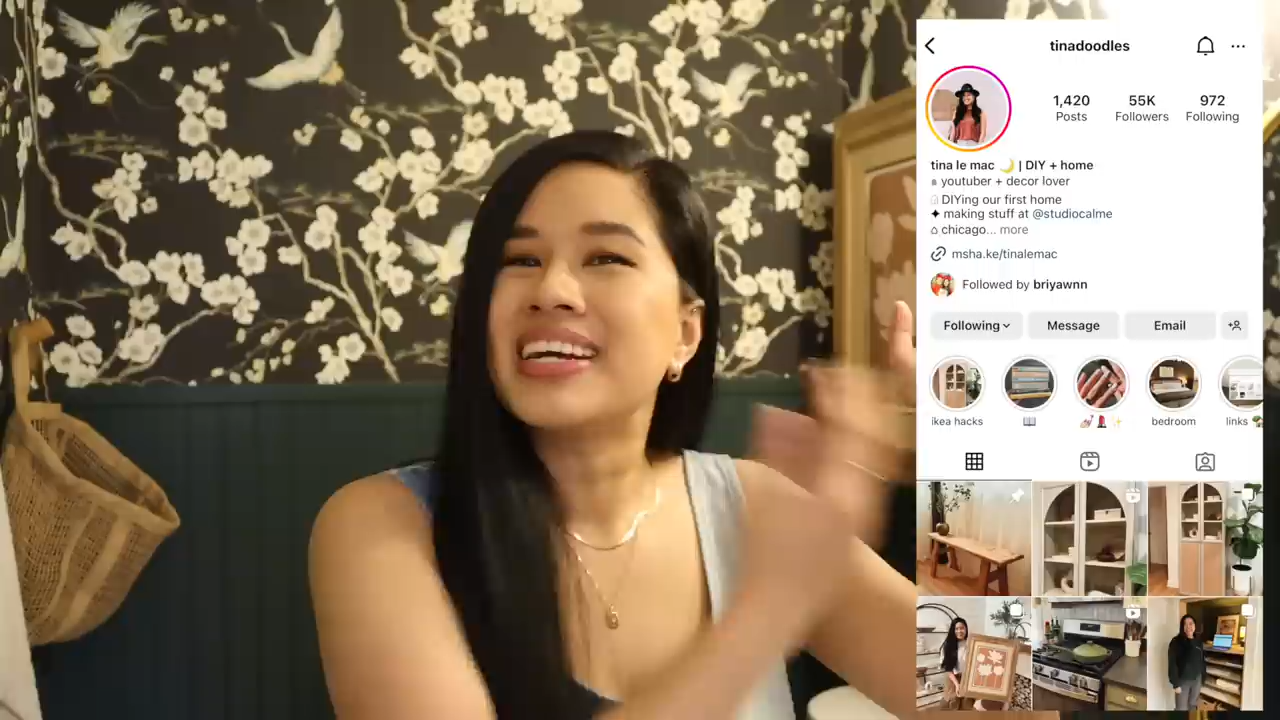 tinadoodles
1,420 55K 972
Posts Followers Following
tina le mac 🌙 | DIY + home
youtuber + decor lover
DIYing our first home
✦ making stuff at @studiocalme
⌂ chicago... more
msha.ke/tinalemac
Followed by briyawnn
Following Message Email
ikea hacks 📖 💅💄✨ bedroom links